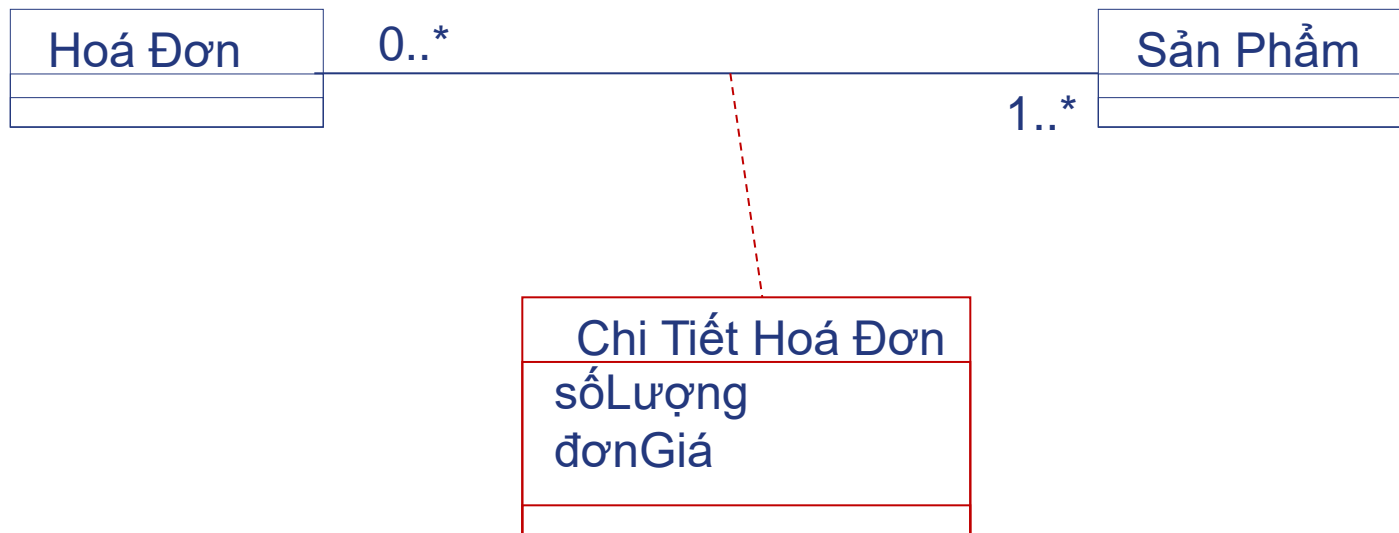 Hoá Đơn
0..*
Sản Phẩm
1..*
Chi Tiết Hoá Đơn
sốLượng
đơnGiá